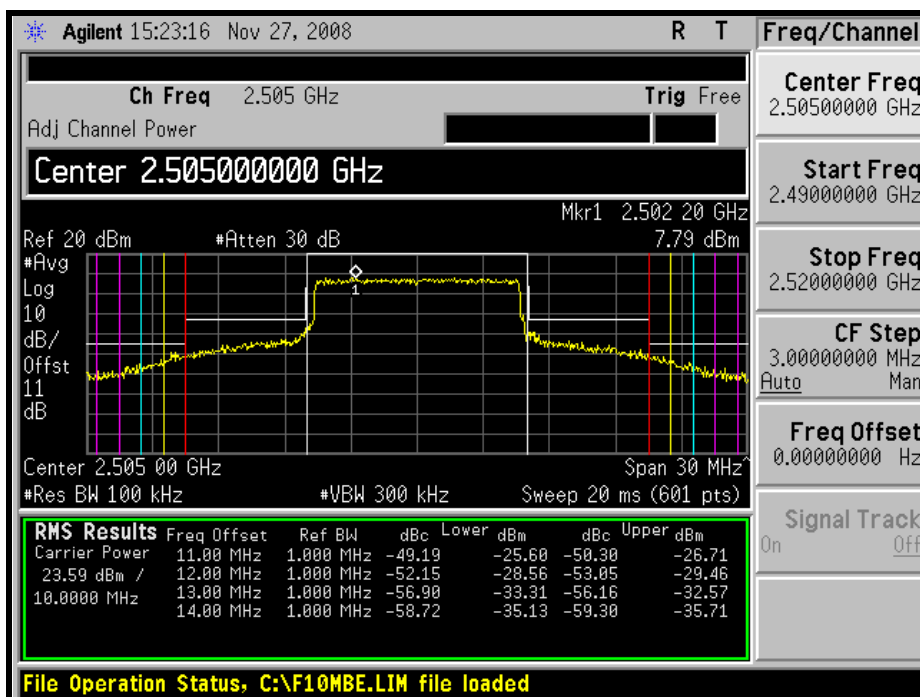 Agilent 15:23:16 Nov 27, 2008 R T
Ch Freq 2.505 GHz Trig Free
Adj Channel Power
Center 2.505000000 GHz
Mkr1 2.502 20 GHz
Ref 20 dBm #Atten 30 dB 7.79 dBm
#Avg
Log
10
dB/
Offst
11
dB
1
Center 2.505 00 GHz Span 30 MHz^
#Res BW 100 kHz #VBW 300 kHz Sweep 20 ms (601 pts)
RMS Results Freq Offset Ref BW dBc Lower dBm dBc Upper dBm
Carrier Power 11.00 MHz 1.000 MHz -49.19 -25.60 -50.30 -26.71
23.59 dBm / 12.00 MHz 1.000 MHz -52.15 -28.56 -53.05 -29.46
10.0000 MHz 13.00 MHz 1.000 MHz -56.90 -33.31 -56.16 -32.57
14.00 MHz 1.000 MHz -58.72 -35.13 -59.30 -35.71
File Operation Status, C:\F10MBE.LIM file loaded
Freq/Channel
Center Freq
2.50500000 GHz
Start Freq
2.49000000 GHz
Stop Freq
2.52000000 GHz
CF Step
3.00000000 MHz
Auto Man
Freq Offset
0.00000000 Hz
Signal Track
On Off